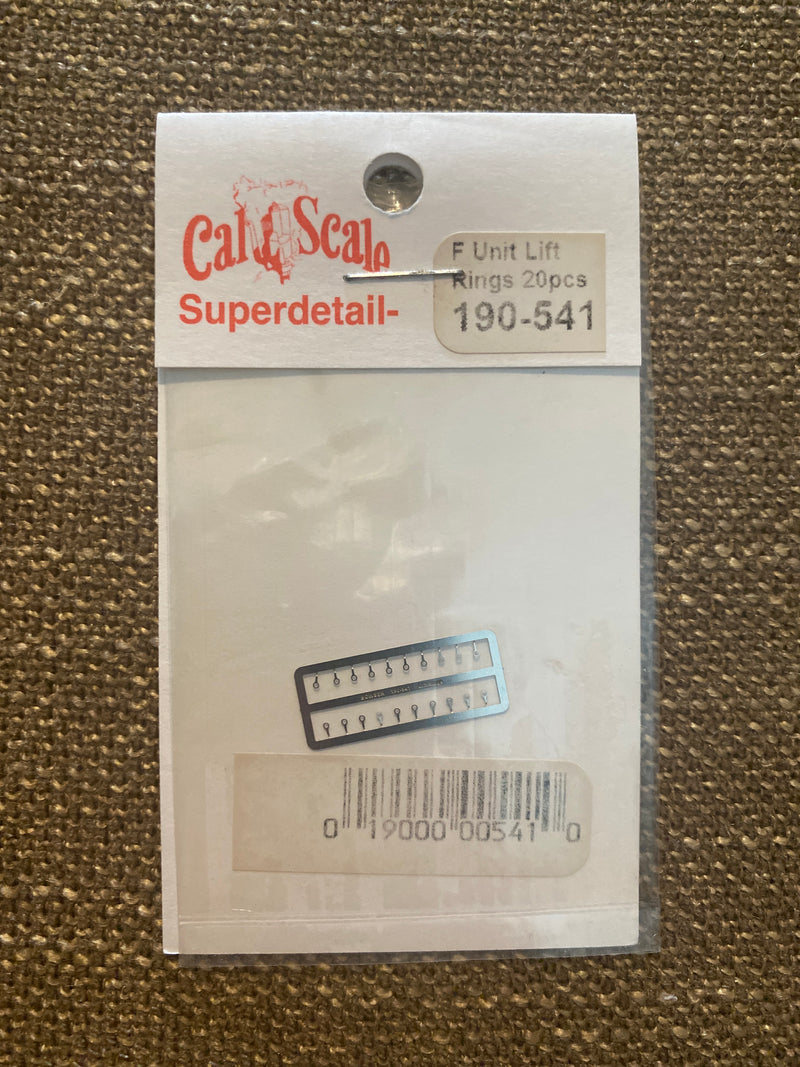 Cal Scale
Superdetail-
F Unit Lift
Rings 20pcs
190-541
0 19000 00541 0